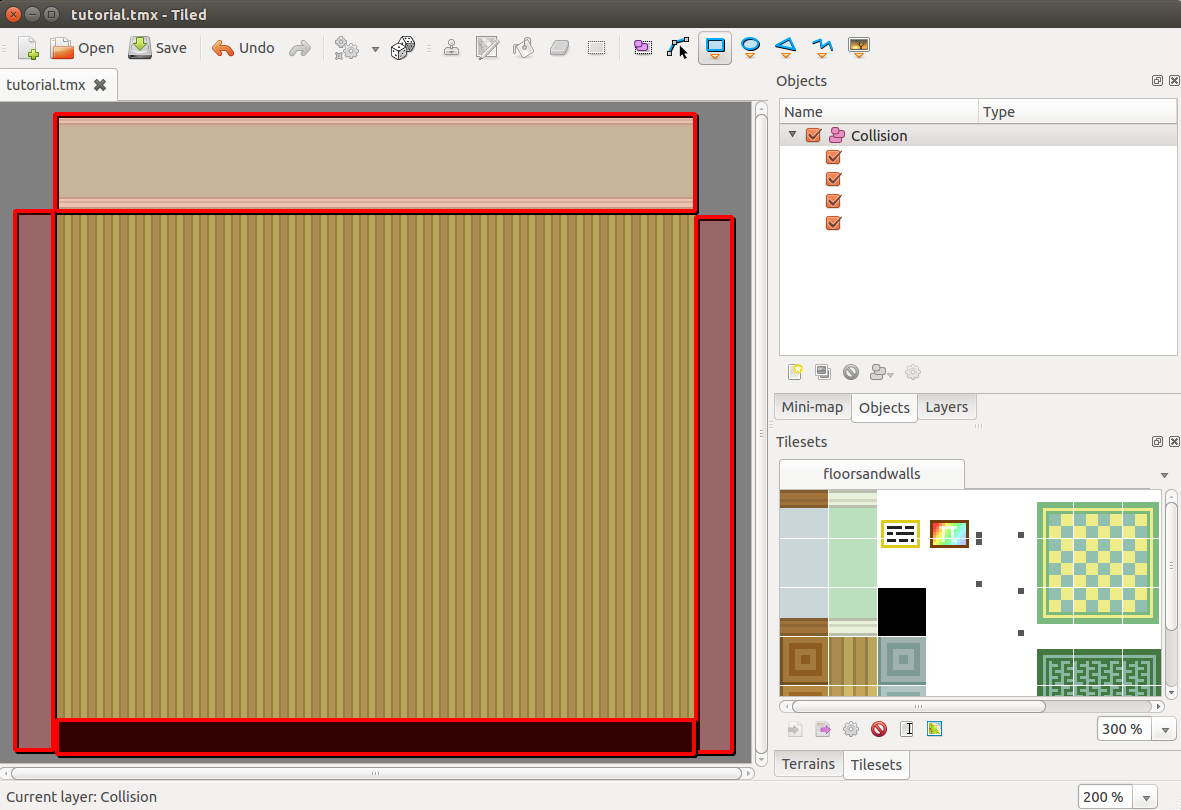 tutorial.tmx - Tiled
Open Save Undo
tutorial.tmx
Objects
Name Type
Collision
Mini-map Objects Layers
Tilesets
floorsandwalls
300 %
Terrains Tilesets
Current layer: Collision 200 %